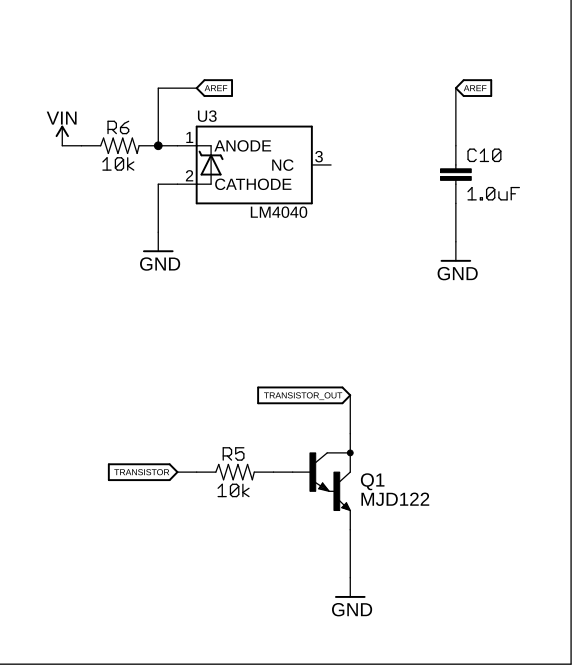 AREF
AREF
U3
VIN
R6
10k
1
ANODE
NC
3
2
CATHODE
LM4040
C10
1.0uF
GND
GND
TRANSISTOR_OUT
TRANSISTOR
R5
10k
Q1
MJD122
GND